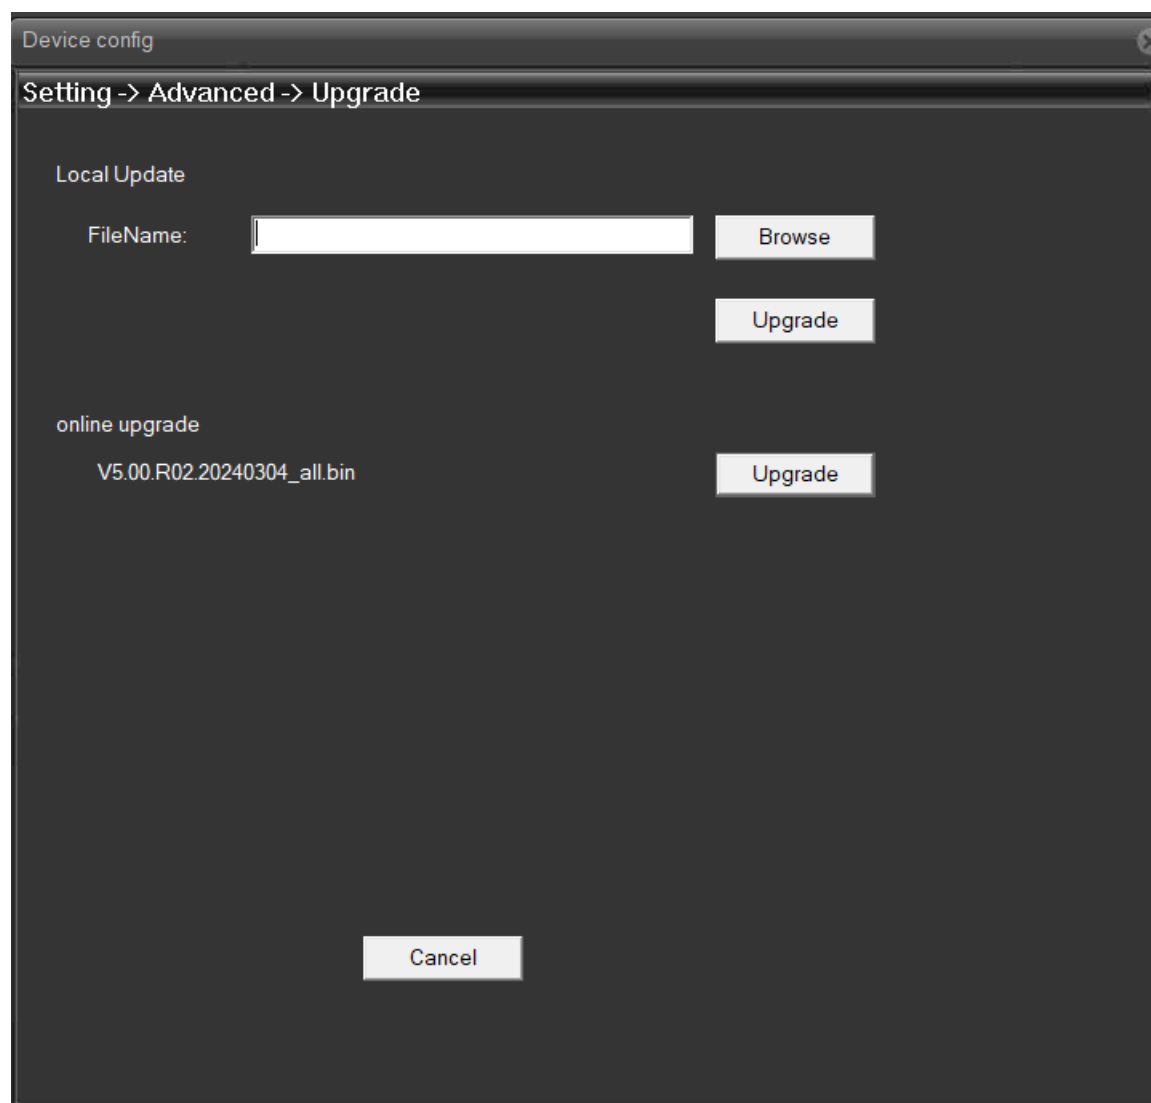 Device config
Setting -> Advanced -> Upgrade
Local Update
FileName:
Browse
Upgrade
online upgrade
V5.00.R02.20240304_all.bin
Upgrade
Cancel